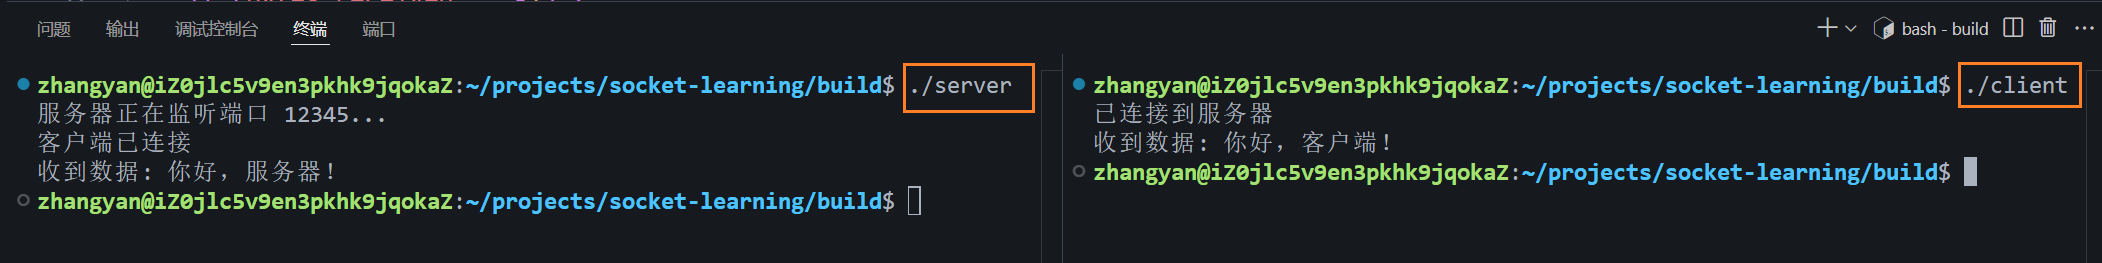 问题 输出 调试控制台 终端 端口 bash - build
zhangyan@iZ0jlc5v9en3pkhk9jqokaZ:~/projects/socket-learning/build$ ./server
服务器正在监听端口 12345...
客户端已连接
收到数据: 你好，服务器！
zhangyan@iZ0jlc5v9en3pkhk9jqokaZ:~/projects/socket-learning/build$
zhangyan@iZ0jlc5v9en3pkhk9jqokaZ:~/projects/socket-learning/build$ ./client
已连接到服务器
收到数据: 你好，客户端！
zhangyan@iZ0jlc5v9en3pkhk9jqokaZ:~/projects/socket-learning/build$